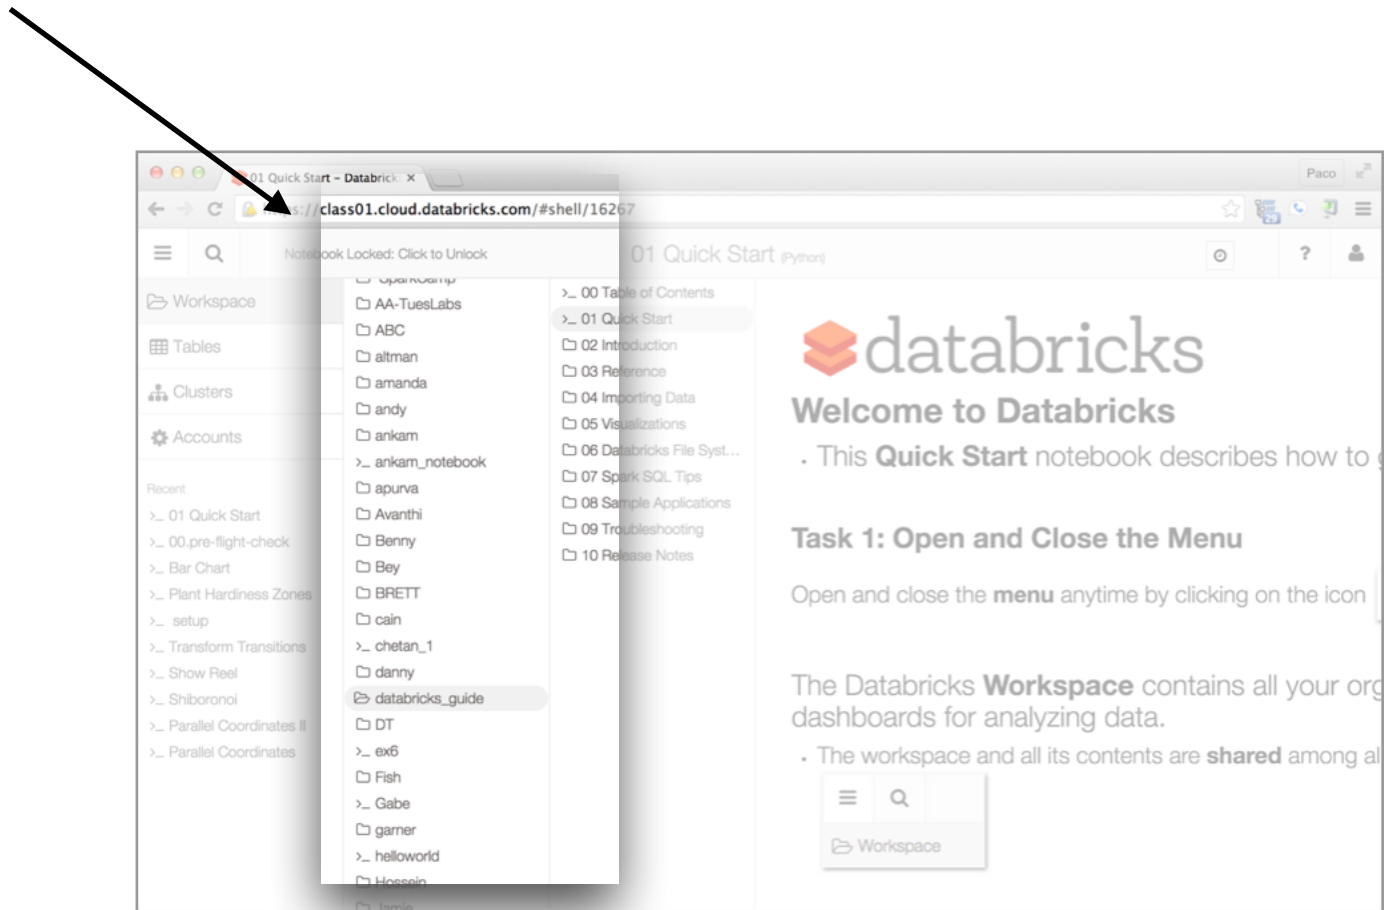 01 Quick Start – Databrick
Paco
class01.cloud.databricks.com/#shell/16267
29
Notebook Locked: Click to Unlock
01 Quick Start (Python)
?
Workspace
Tables
Clusters
Accounts
Recent
>_ 01 Quick Start
>_ 00.pre-flight-check
>_ Bar Chart
>_ Plant Hardiness Zones
>_ setup
>_ Transform Transitions
>_ Show Reel
>_ Shiboronoi
>_ Parallel Coordinates II
>_ Parallel Coordinates
SparkCamp
AA-TuesLabs
ABC
altman
amanda
andy
ankam
>_ ankam_notebook
apurva
Avanthi
Benny
Bey
BRETT
cain
>_ chetan_1
danny
databricks_guide
DT
>_ ex6
Fish
>_ Gabe
garner
>_ helloworld
Hossein
Jamie
>_ 00 Table of Contents
>_ 01 Quick Start
02 Introduction
03 Reference
04 Importing Data
05 Visualizations
06 Databricks File Syst...
07 Spark SQL Tips
08 Sample Applications
09 Troubleshooting
10 Release Notes
databricks
Welcome to Databricks
• This Quick Start notebook describes how to
Task 1: Open and Close the Menu
Open and close the menu anytime by clicking on the icon
The Databricks Workspace contains all your org
dashboards for analyzing data.
• The workspace and all its contents are shared among al
Workspace